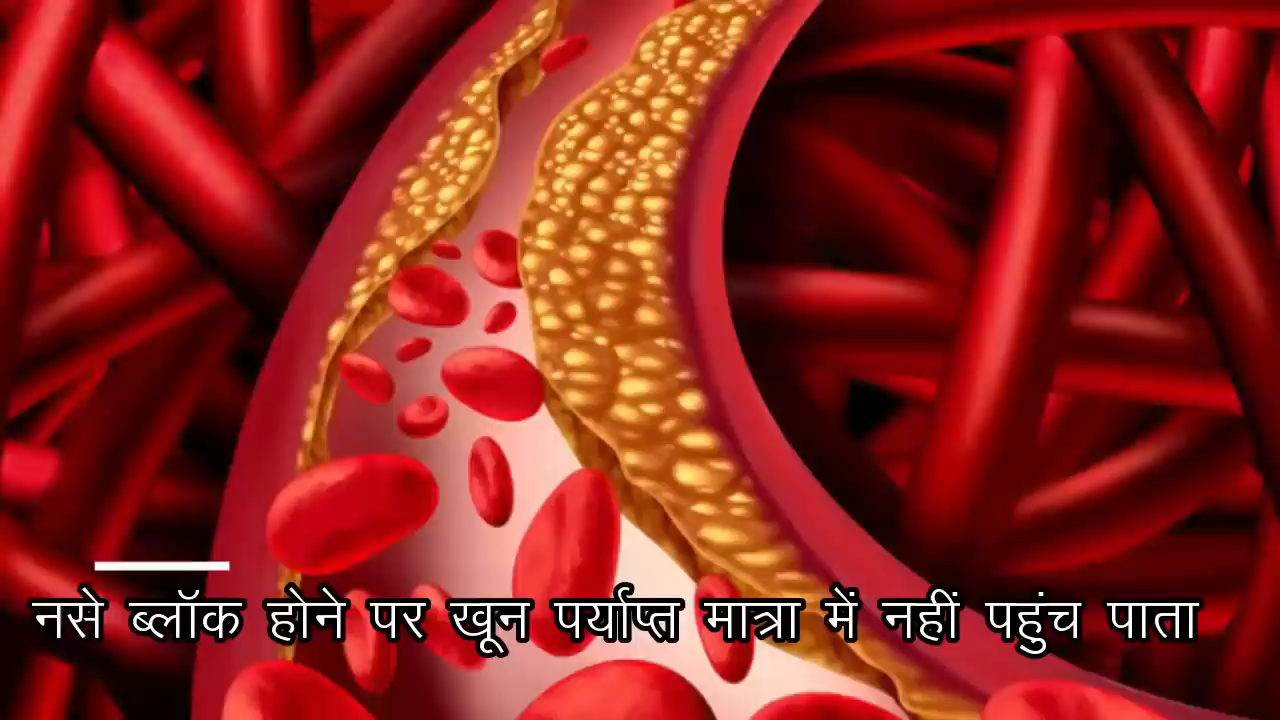 नसे ब्लॉक होने पर खून पर्याप्त मात्रा में नहीं पहुंच पाता